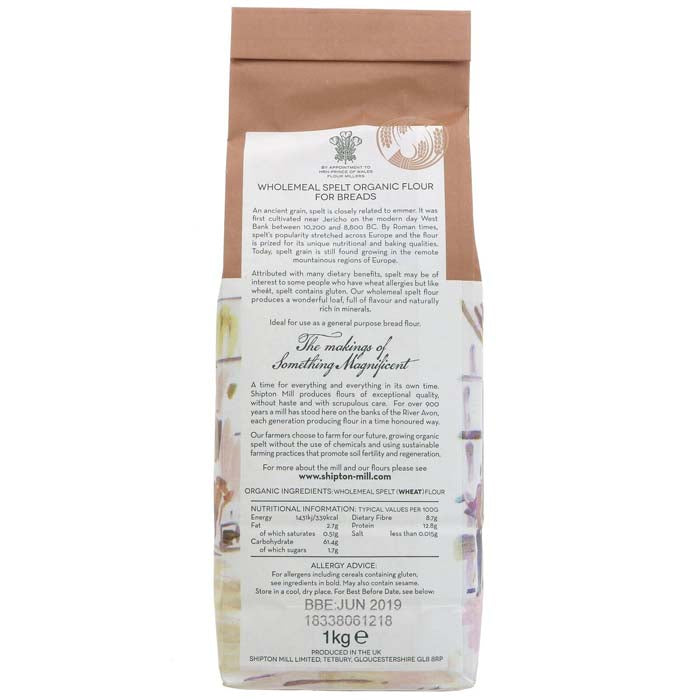 BY APPOINTMENT TO
HRH PRINCE OF WALES
FLOUR MILLERS
WHOLEMEAL SPELT ORGANIC FLOUR
FOR BREADS
An ancient grain, spelt is closely related to emmer. It was
first cultivated near Jericho on the modern day West
Bank between 10,200 and 8,800 BC. By Roman times,
spelt's popularity stretched across Europe and the flour
is prized for its unique nutritional and baking qualities.
Today, spelt grain is still found growing in the remote
mountainous regions of Europe.
Attributed with many dietary benefits, spelt may be of
interest to some people who have wheat allergies but like
wheat, spelt contains gluten. Our wholemeal spelt flour
produces a wonderful loaf, full of flavour and naturally
rich in minerals.
Ideal for use as a general purpose bread flour.
The makings of
Something Magnificent
A time for everything and everything in its own time.
Shipton Mill produces flours of exceptional quality,
without haste and with scrupulous care. For over 900
years a mill has stood here on the banks of the River Avon,
each generation producing flour in a time honoured way.
Our farmers choose to farm for our future, growing organic
spelt without the use of chemicals and using sustainable
farming practices that promote soil fertility and regeneration.
For more about the mill and our flours please see
www.shipton-mill.com
ORGANIC INGREDIENTS: WHOLEMEAL SPELT (WHEAT) FLOUR
NUTRITIONAL INFORMATION: TYPICAL VALUES PER 100G
Energy 1431kj/339kcal Dietary Fibre 8.7g
Fat 2.7g Protein 12.8g
of which saturates 0.51g Salt less than 0.015g
Carbohydrate 61.4g
of which sugars 1.7g
ALLERGY ADVICE:
For allergens including cereals containing gluten,
see ingredients in bold. May also contain sesame.
Store in a cool, dry place. For Best Before Date, see below:
BBE:JUN 2019
18338061218
1kg e
PRODUCED IN THE UK
SHIPTON MILL LIMITED, TETBURY, GLOUCESTERSHIRE GL8 8RP